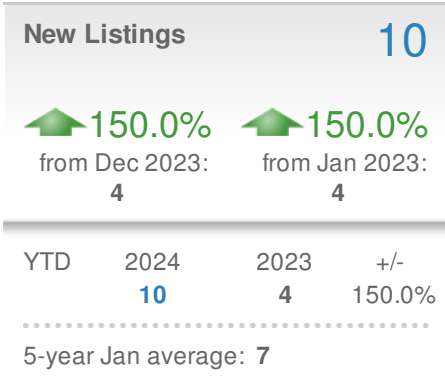 New Listings 10
150.0% 150.0%
from Dec 2023: from Jan 2023:
4 4
YTD 2024 2023 +/-
10 4 150.0%
5-year Jan average: 7